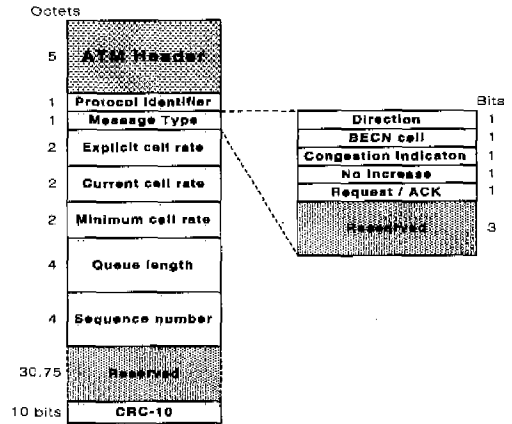 Octets
5 ATM Header
1 Protocol Identifier
1 Message Type
2 Explicit cell rate
2 Current cell rate
2 Minimum cell rate
4 Queue length
4 Sequence number
30.75 Reserved
10 bits CRC-10
Bits
Direction 1
BECN cell 1
Congestion Indicaton 1
No Increase 1
Request / ACK 1
Reserved 3